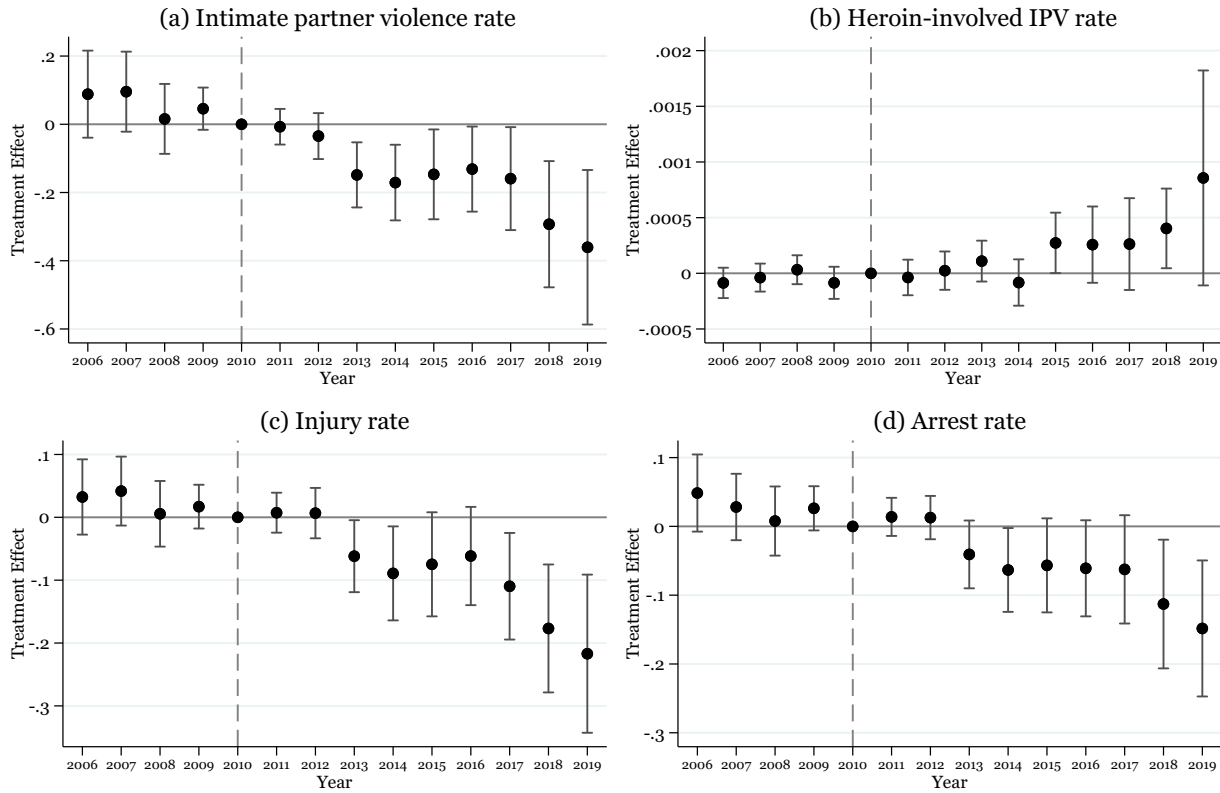 (a) Intimate partner violence rate
.2
0
-.2
-.4
-.6
Treatment Effect
2006 2007 2008 2009 2010 2011 2012 2013 2014 2015 2016 2017 2018 2019
Year
(b) Heroin-involved IPV rate
.002
.0015
.001
.0005
0
-.0005
Treatment Effect
2006 2007 2008 2009 2010 2011 2012 2013 2014 2015 2016 2017 2018 2019
Year
(c) Injury rate
.1
0
-.1
-.2
-.3
Treatment Effect
2006 2007 2008 2009 2010 2011 2012 2013 2014 2015 2016 2017 2018 2019
Year
(d) Arrest rate
.1
0
-.1
-.2
-.3
Treatment Effect
2006 2007 2008 2009 2010 2011 2012 2013 2014 2015 2016 2017 2018 2019
Year